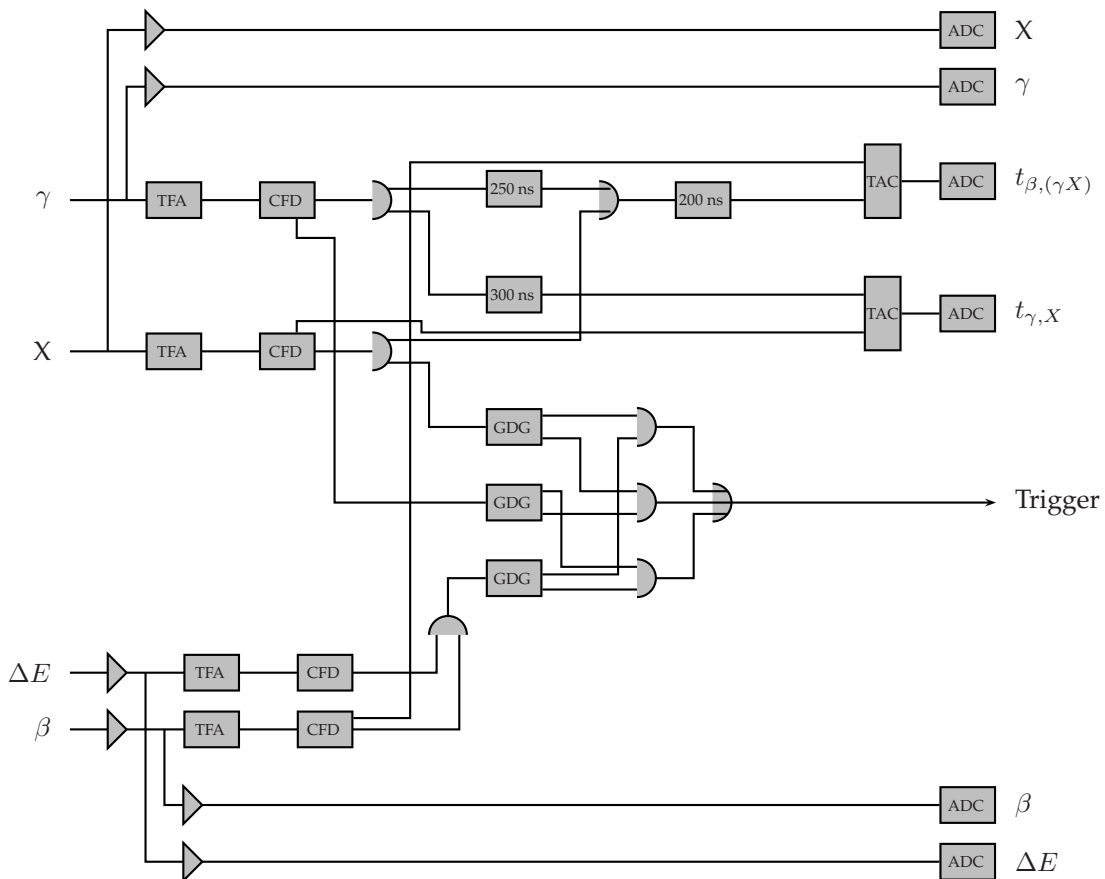 ADC X
ADC γ
γ TFA CFD 250 ns 200 ns TAC ADC t_{β,(γX)}
300 ns TAC ADC t_{γ,X}
X TFA CFD
GDG
GDG Trigger
GDG
ΔE TFA CFD
β TFA CFD
ADC β
ADC ΔE